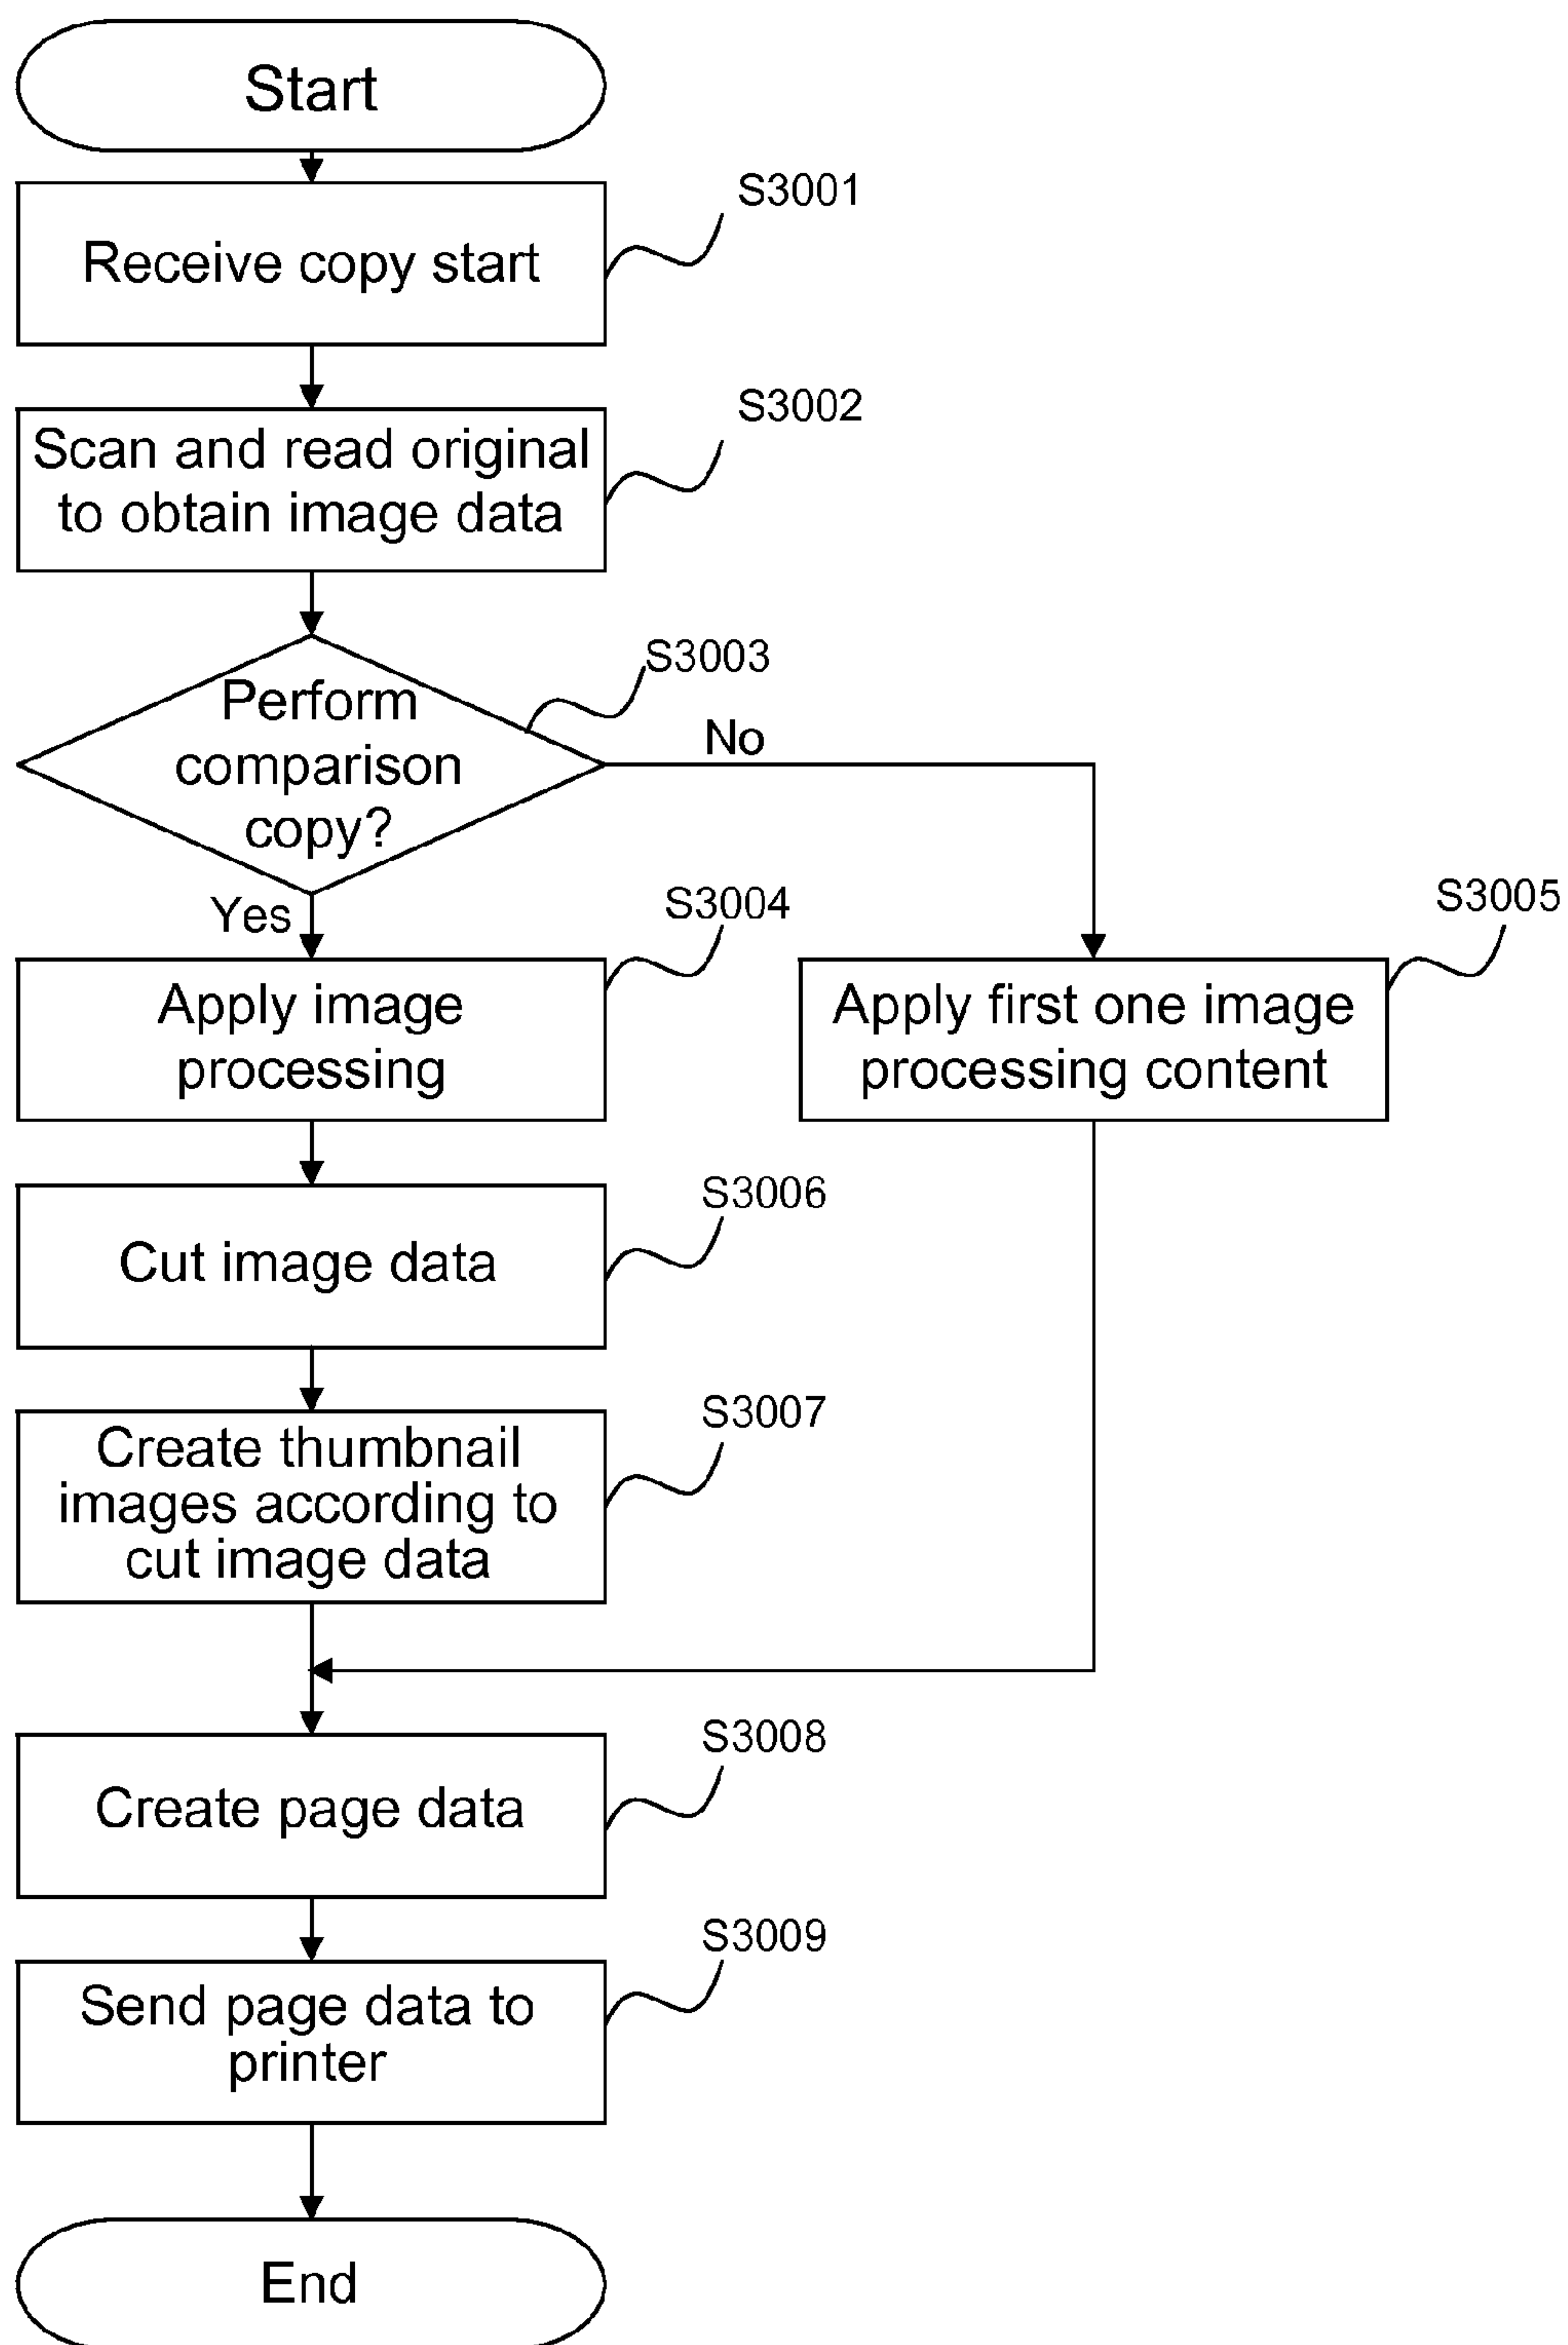 Start
S3001
Receive copy start
S3002
Scan and read original
to obtain image data
S3003
Perform
comparison
copy?
No
Yes
S3004
Apply image
processing
S3005
Apply first one image
processing content
S3006
Cut image data
S3007
Create thumbnail
images according to
cut image data
S3008
Create page data
S3009
Send page data to
printer
End